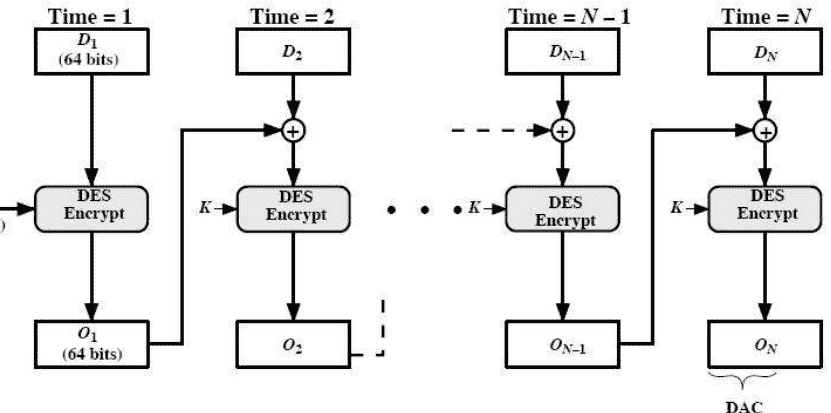 Time = 1
Time = 2
Time = N – 1
Time = N
D1
(64 bits)
D2
DN–1
DN
+
+
+
DES
Encrypt
K
DES
Encrypt
• • •
K
DES
Encrypt
K
DES
Encrypt
)
O1
(64 bits)
O2
ON–1
ON
DAC